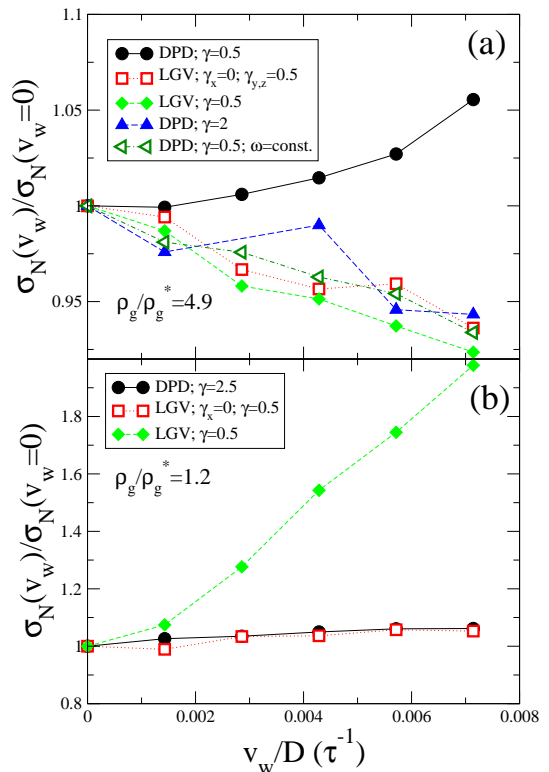 (a)
DPD; γ=0.5
LGV; γx=0; γy,z=0.5
LGV; γ=0.5
DPD; γ=2
DPD; γ=0.5; ω=const.
1.05
1
0.95
σN(vw)/σN(vw=0)
ρg/ρg*=4.9
(b)
DPD; γ=2.5
LGV; γx=0; γ=0.5
LGV; γ=0.5
ρg/ρg*=1.2
1.8
1.6
1.4
1.2
1
0.8
σN(vw)/σN(vw=0)
0 0.002 0.004 0.006 0.008
vw/D (τ-1)